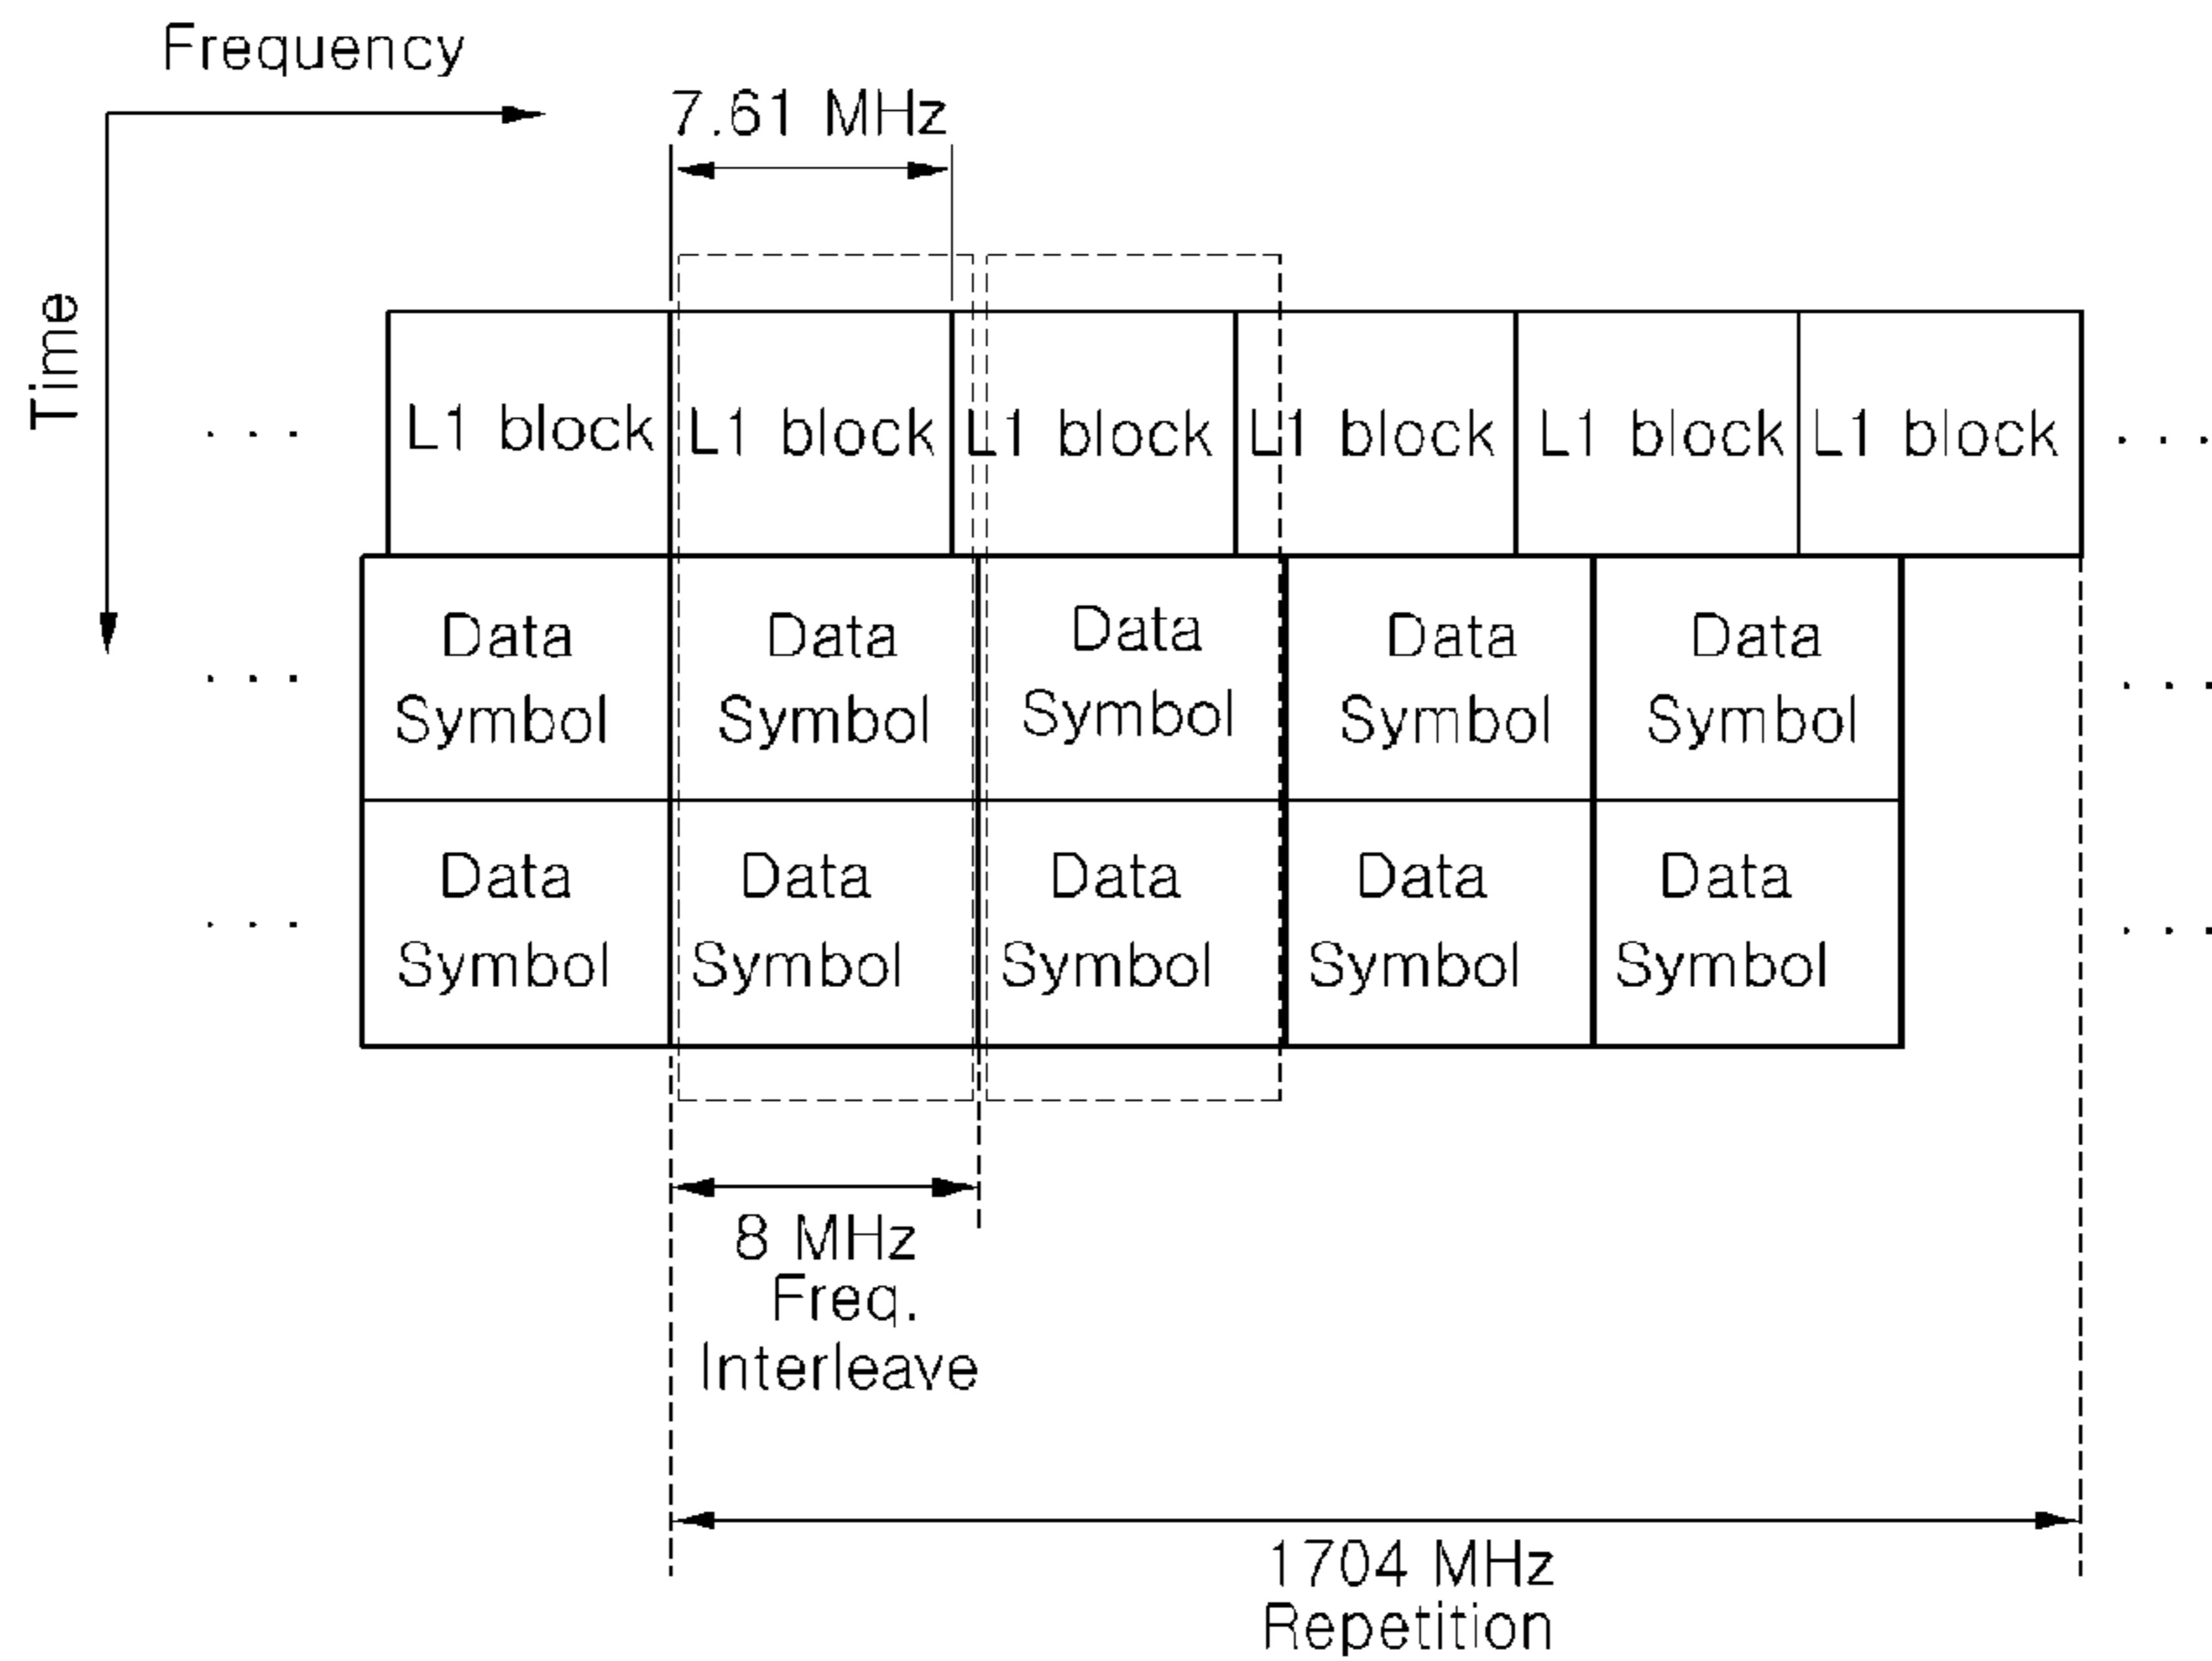 Frequency
7.61 MHz
Time
... L1 block L1 block L1 block L1 block L1 block L1 block ...
Data Data Data Data Data
... Symbol Symbol Symbol Symbol Symbol ...
Data Data Data Data Data
... Symbol Symbol Symbol Symbol Symbol ...
8 MHz
Freq.
Interleave
1704 MHz
Repetition